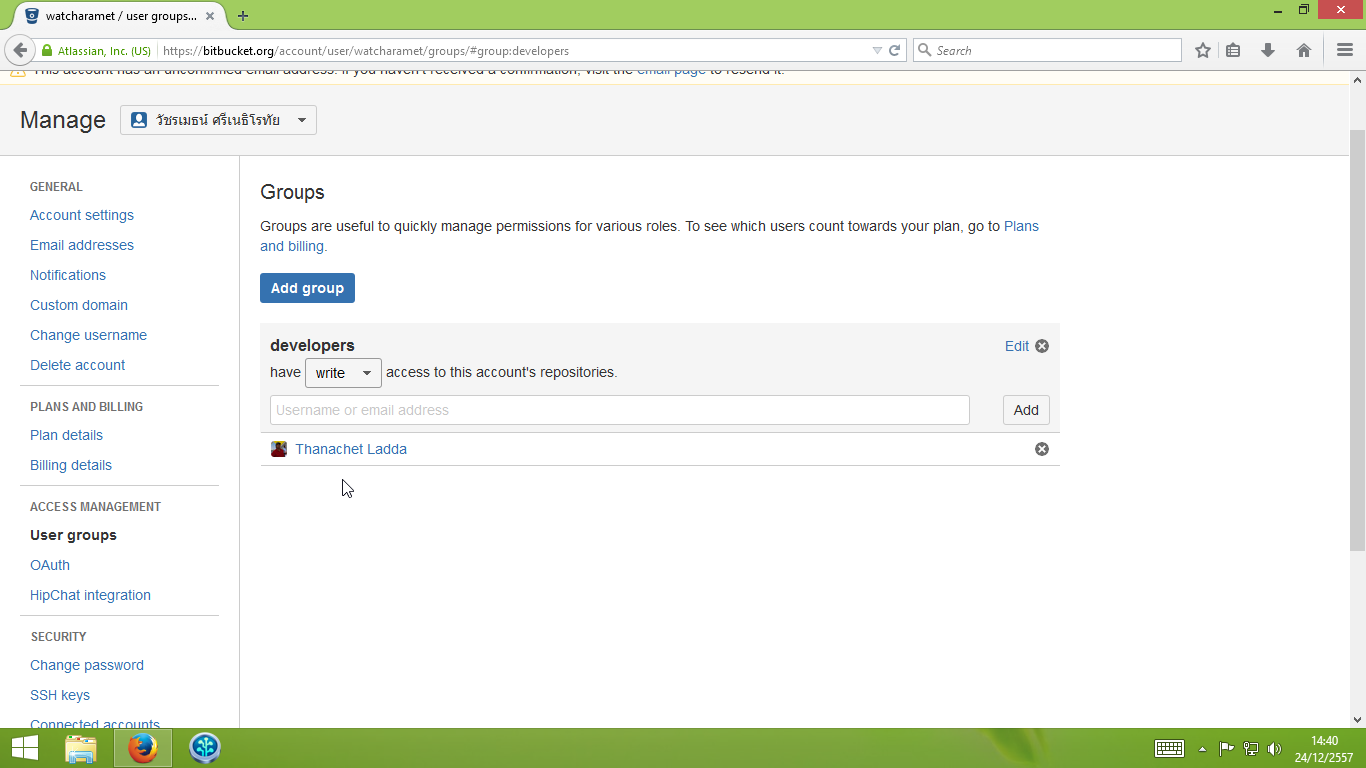 watcharamet / user groups...
Atlassian, Inc. (US)
https://bitbucket.org/account/user/watcharamet/groups/#group:developers
Search
This account has an unconfirmed email address. If you haven't received a confirmation, visit the email page to resend it.
Manage
วัชรเมธน์ ศรีเนธิโรทัย
GENERAL
Account settings
Email addresses
Notifications
Custom domain
Change username
Delete account
PLANS AND BILLING
Plan details
Billing details
ACCESS MANAGEMENT
User groups
OAuth
HipChat integration
SECURITY
Change password
SSH keys
Connected accounts
Groups
Groups are useful to quickly manage permissions for various roles. To see which users count towards your plan, go to Plans
and billing.
Add group
developers
Edit
have write access to this account's repositories.
Username or email address
Add
Thanachet Ladda
14:40
24/12/2557